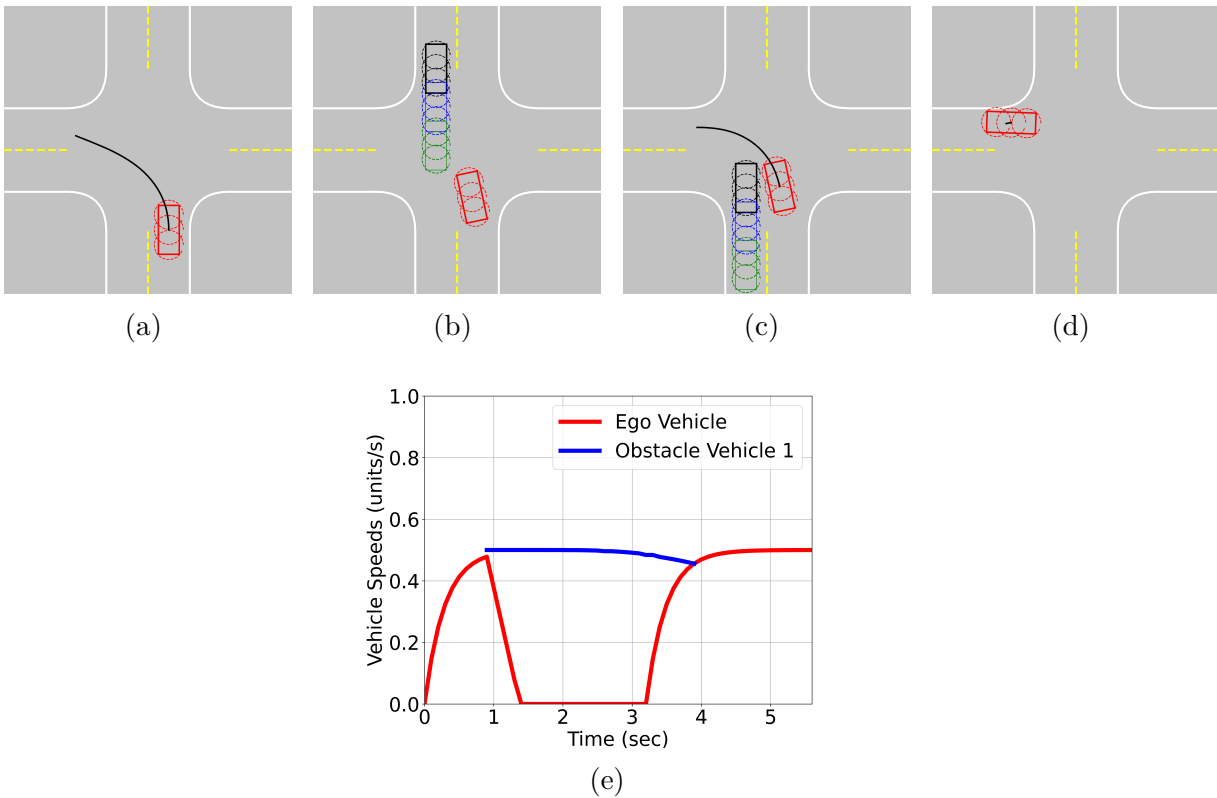 (a)
(b)
(c)
(d)
1.0
0.8
0.6
0.4
0.2
0.0
Vehicle Speeds (units/s)
Ego Vehicle
Obstacle Vehicle 1
0 1 2 3 4 5
Time (sec)
(e)